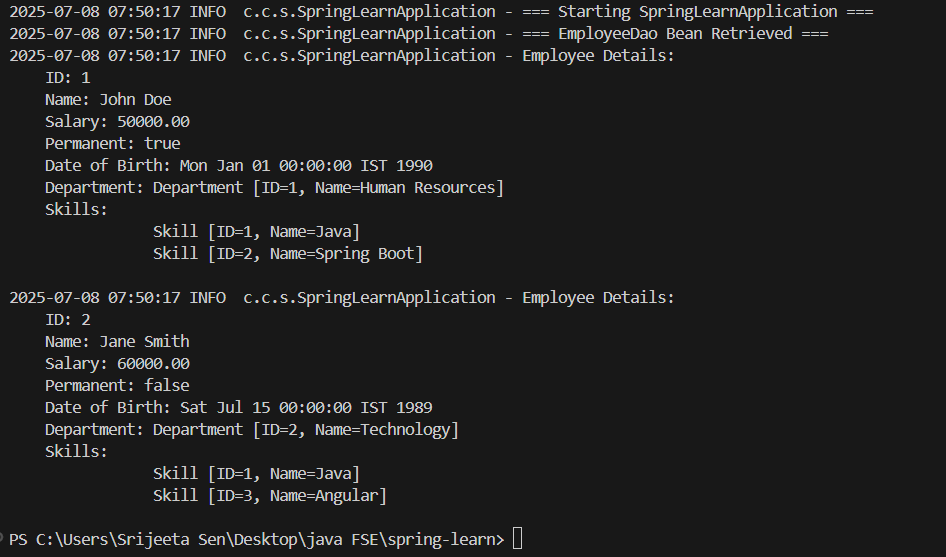 2025-07-08 07:50:17 INFO  c.c.s.SpringLearnApplication - === Starting SpringLearnApplication ===
2025-07-08 07:50:17 INFO  c.c.s.SpringLearnApplication - === EmployeeDao Bean Retrieved ===
2025-07-08 07:50:17 INFO  c.c.s.SpringLearnApplication - Employee Details:
    ID: 1
    Name: John Doe
    Salary: 50000.00
    Permanent: true
    Date of Birth: Mon Jan 01 00:00:00 IST 1990
    Department: Department [ID=1, Name=Human Resources]
    Skills:
                Skill [ID=1, Name=Java]
                Skill [ID=2, Name=Spring Boot]

2025-07-08 07:50:17 INFO  c.c.s.SpringLearnApplication - Employee Details:
    ID: 2
    Name: Jane Smith
    Salary: 60000.00
    Permanent: false
    Date of Birth: Sat Jul 15 00:00:00 IST 1989
    Department: Department [ID=2, Name=Technology]
    Skills:
                Skill [ID=1, Name=Java]
                Skill [ID=3, Name=Angular]

PS C:\Users\Srijeeta Sen\Desktop\java FSE\spring-learn>